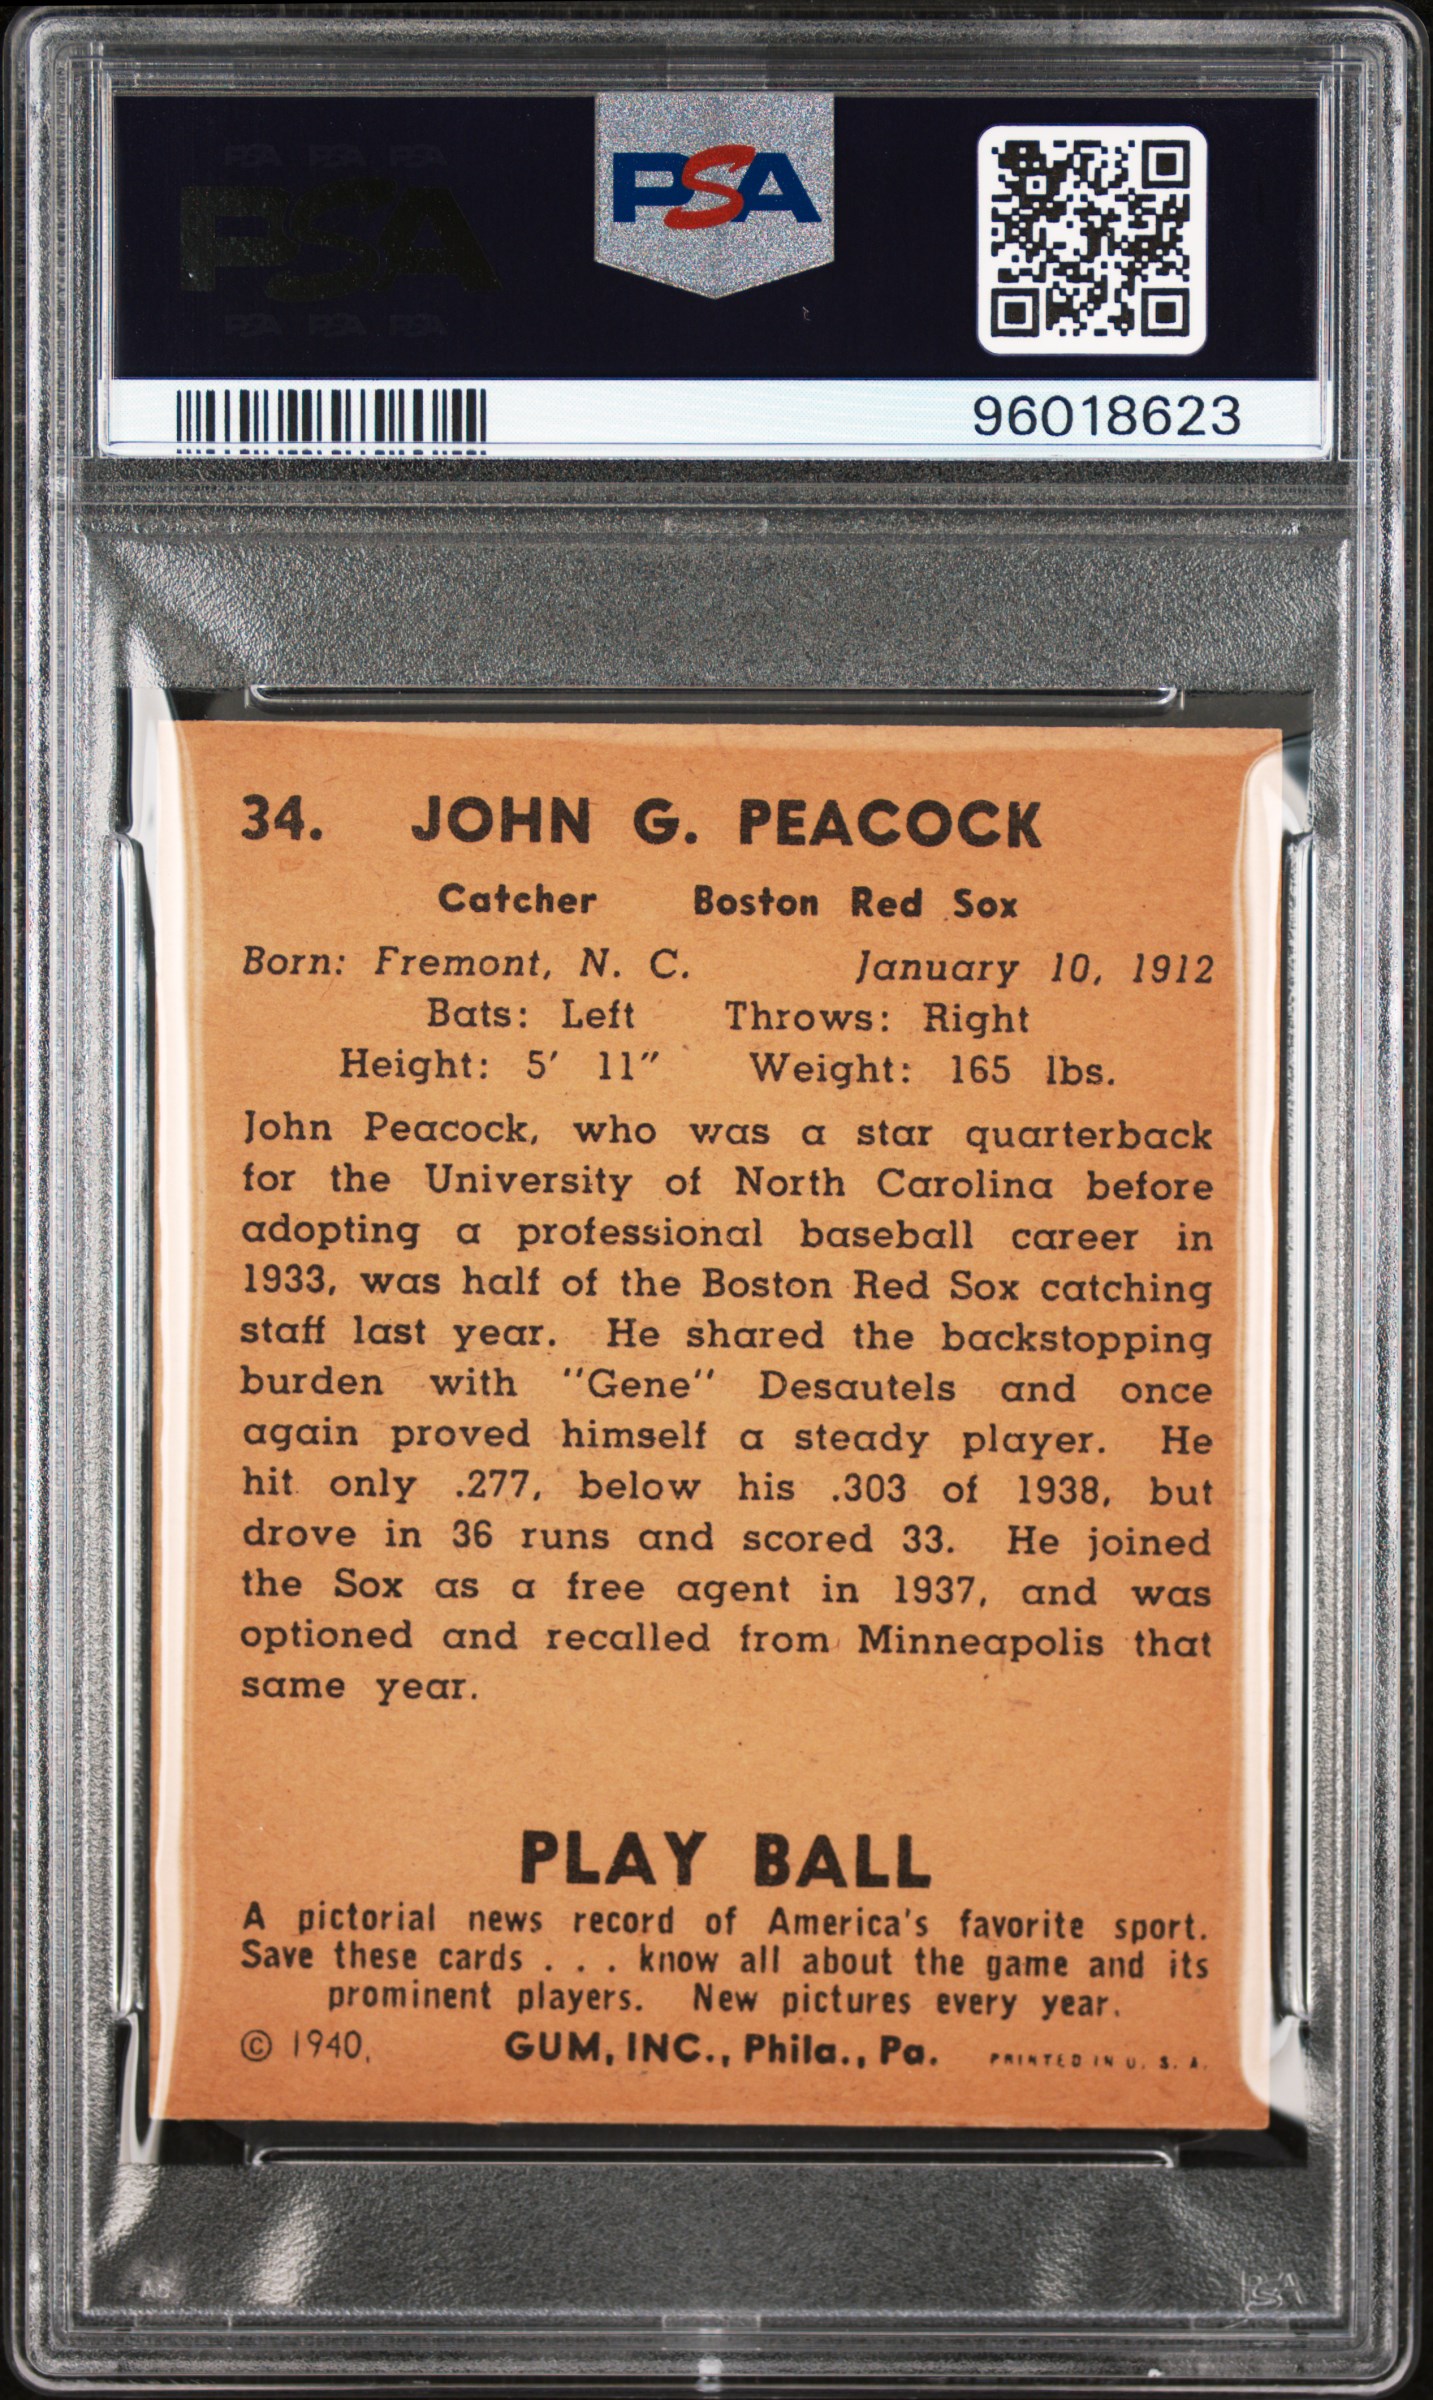 PSA PSA PSA
PSA
PSA PSA PSA
PSA
96018623
34. JOHN G. PEACOCK
Catcher Boston Red Sox
Born: Fremont, N. C. January 10, 1912
Bats: Left Throws: Right
Height: 5′ 11″ Weight: 165 lbs.
John Peacock, who was a star quarterback
for the University of North Carolina before
adopting a professional baseball career in
1933, was half of the Boston Red Sox catching
staff last year. He shared the backstopping
burden with "Gene" Desautels and once
again proved himself a steady player. He
hit only .277, below his .303 of 1938, but
drove in 36 runs and scored 33. He joined
the Sox as a free agent in 1937, and was
optioned and recalled from Minneapolis that
same year.
PLAY BALL
A pictorial news record of America's favorite sport.
Save these cards . . . know all about the game and its
prominent players. New pictures every year.
© 1940. GUM, INC., Phila., Pa. PRINTED IN U. S. A.
PSA